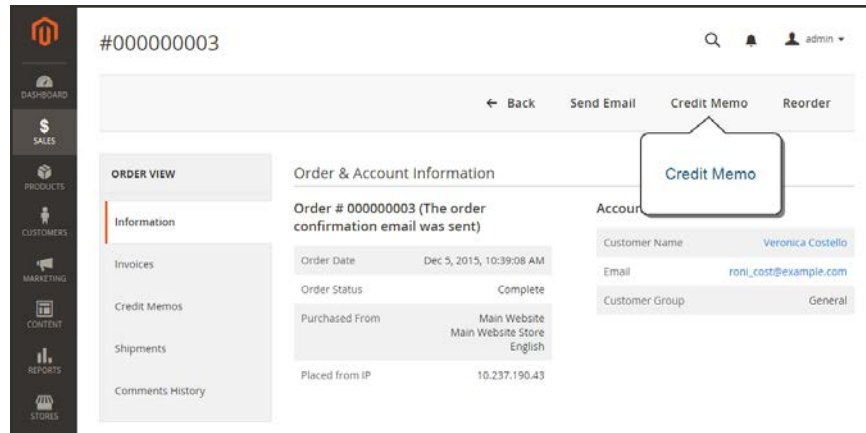 #000000003
admin
DASHBOARD
SALES
PRODUCTS
CUSTOMERS
MARKETING
CONTENT
REPORTS
STORES
← Back Send Email Credit Memo Reorder
Credit Memo
ORDER VIEW
Information
Invoices
Credit Memos
Shipments
Comments History
Order & Account Information
Order # 000000003 (The order
confirmation email was sent)
Order Date Dec 5, 2015, 10:39:08 AM
Order Status Complete
Purchased From Main Website
Main Website Store
English
Placed from IP 10.237.190.43
Customer Name Veronica Costello
Email roni_cost@example.com
Customer Group General